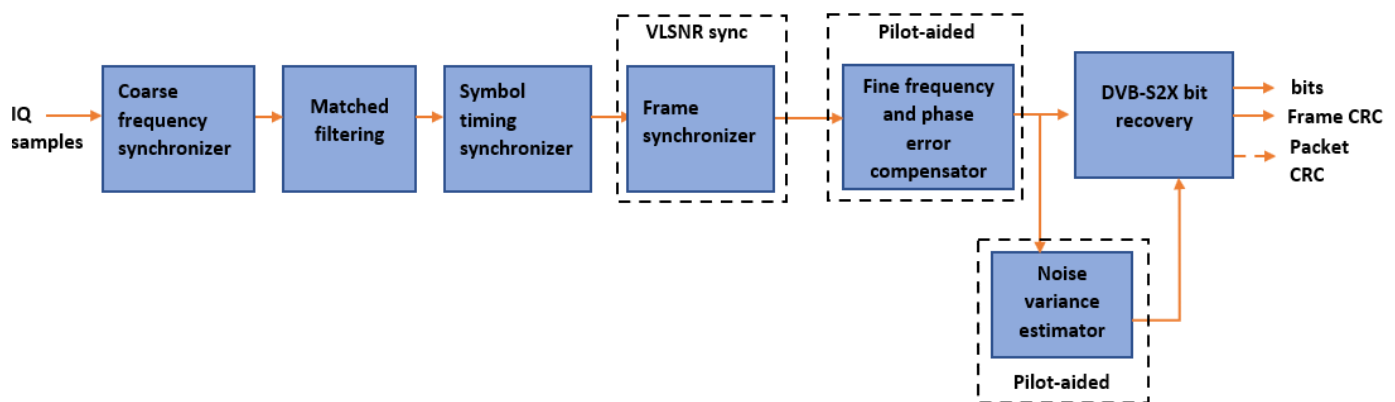 IQ
samples
Coarse
frequency
synchronizer
Matched
filtering
Symbol
timing
synchronizer
VLSNR sync
Frame
synchronizer
Pilot-aided
Fine frequency
and phase
error
compensator
DVB-S2X bit
recovery
bits
Frame CRC
Packet
CRC
Noise
variance
estimator
Pilot-aided